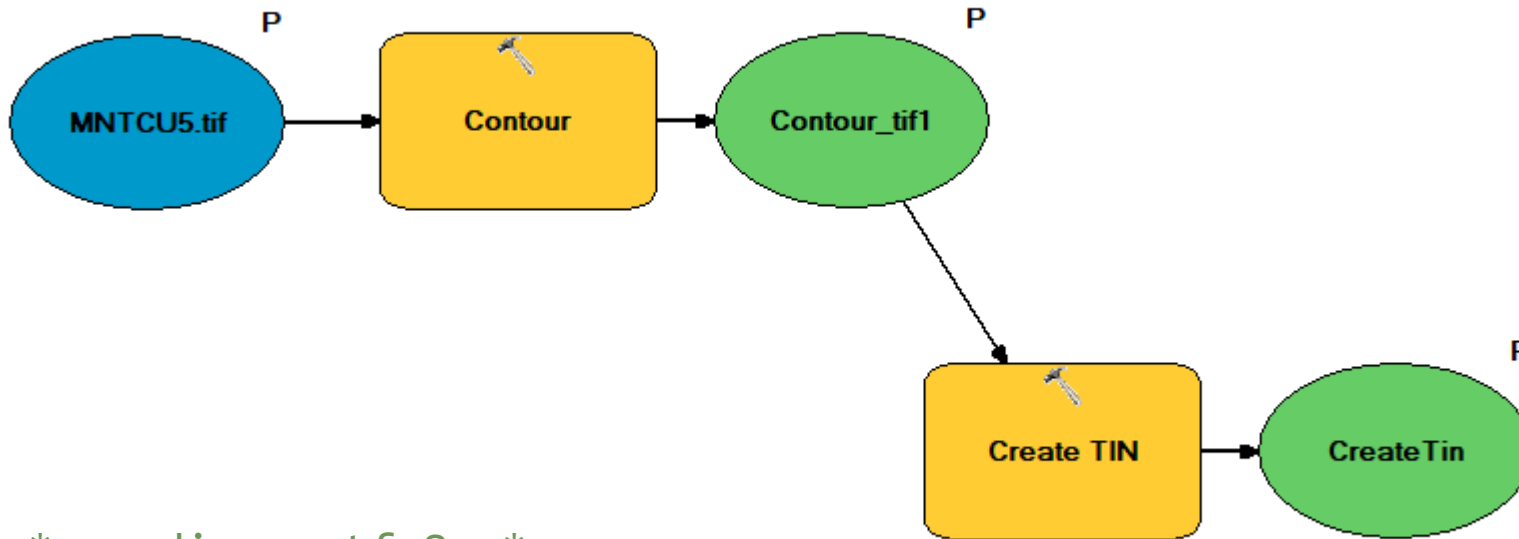 P
P
MNTCU5.tif
Contour
Contour_tif1
Create TIN
CreateTin